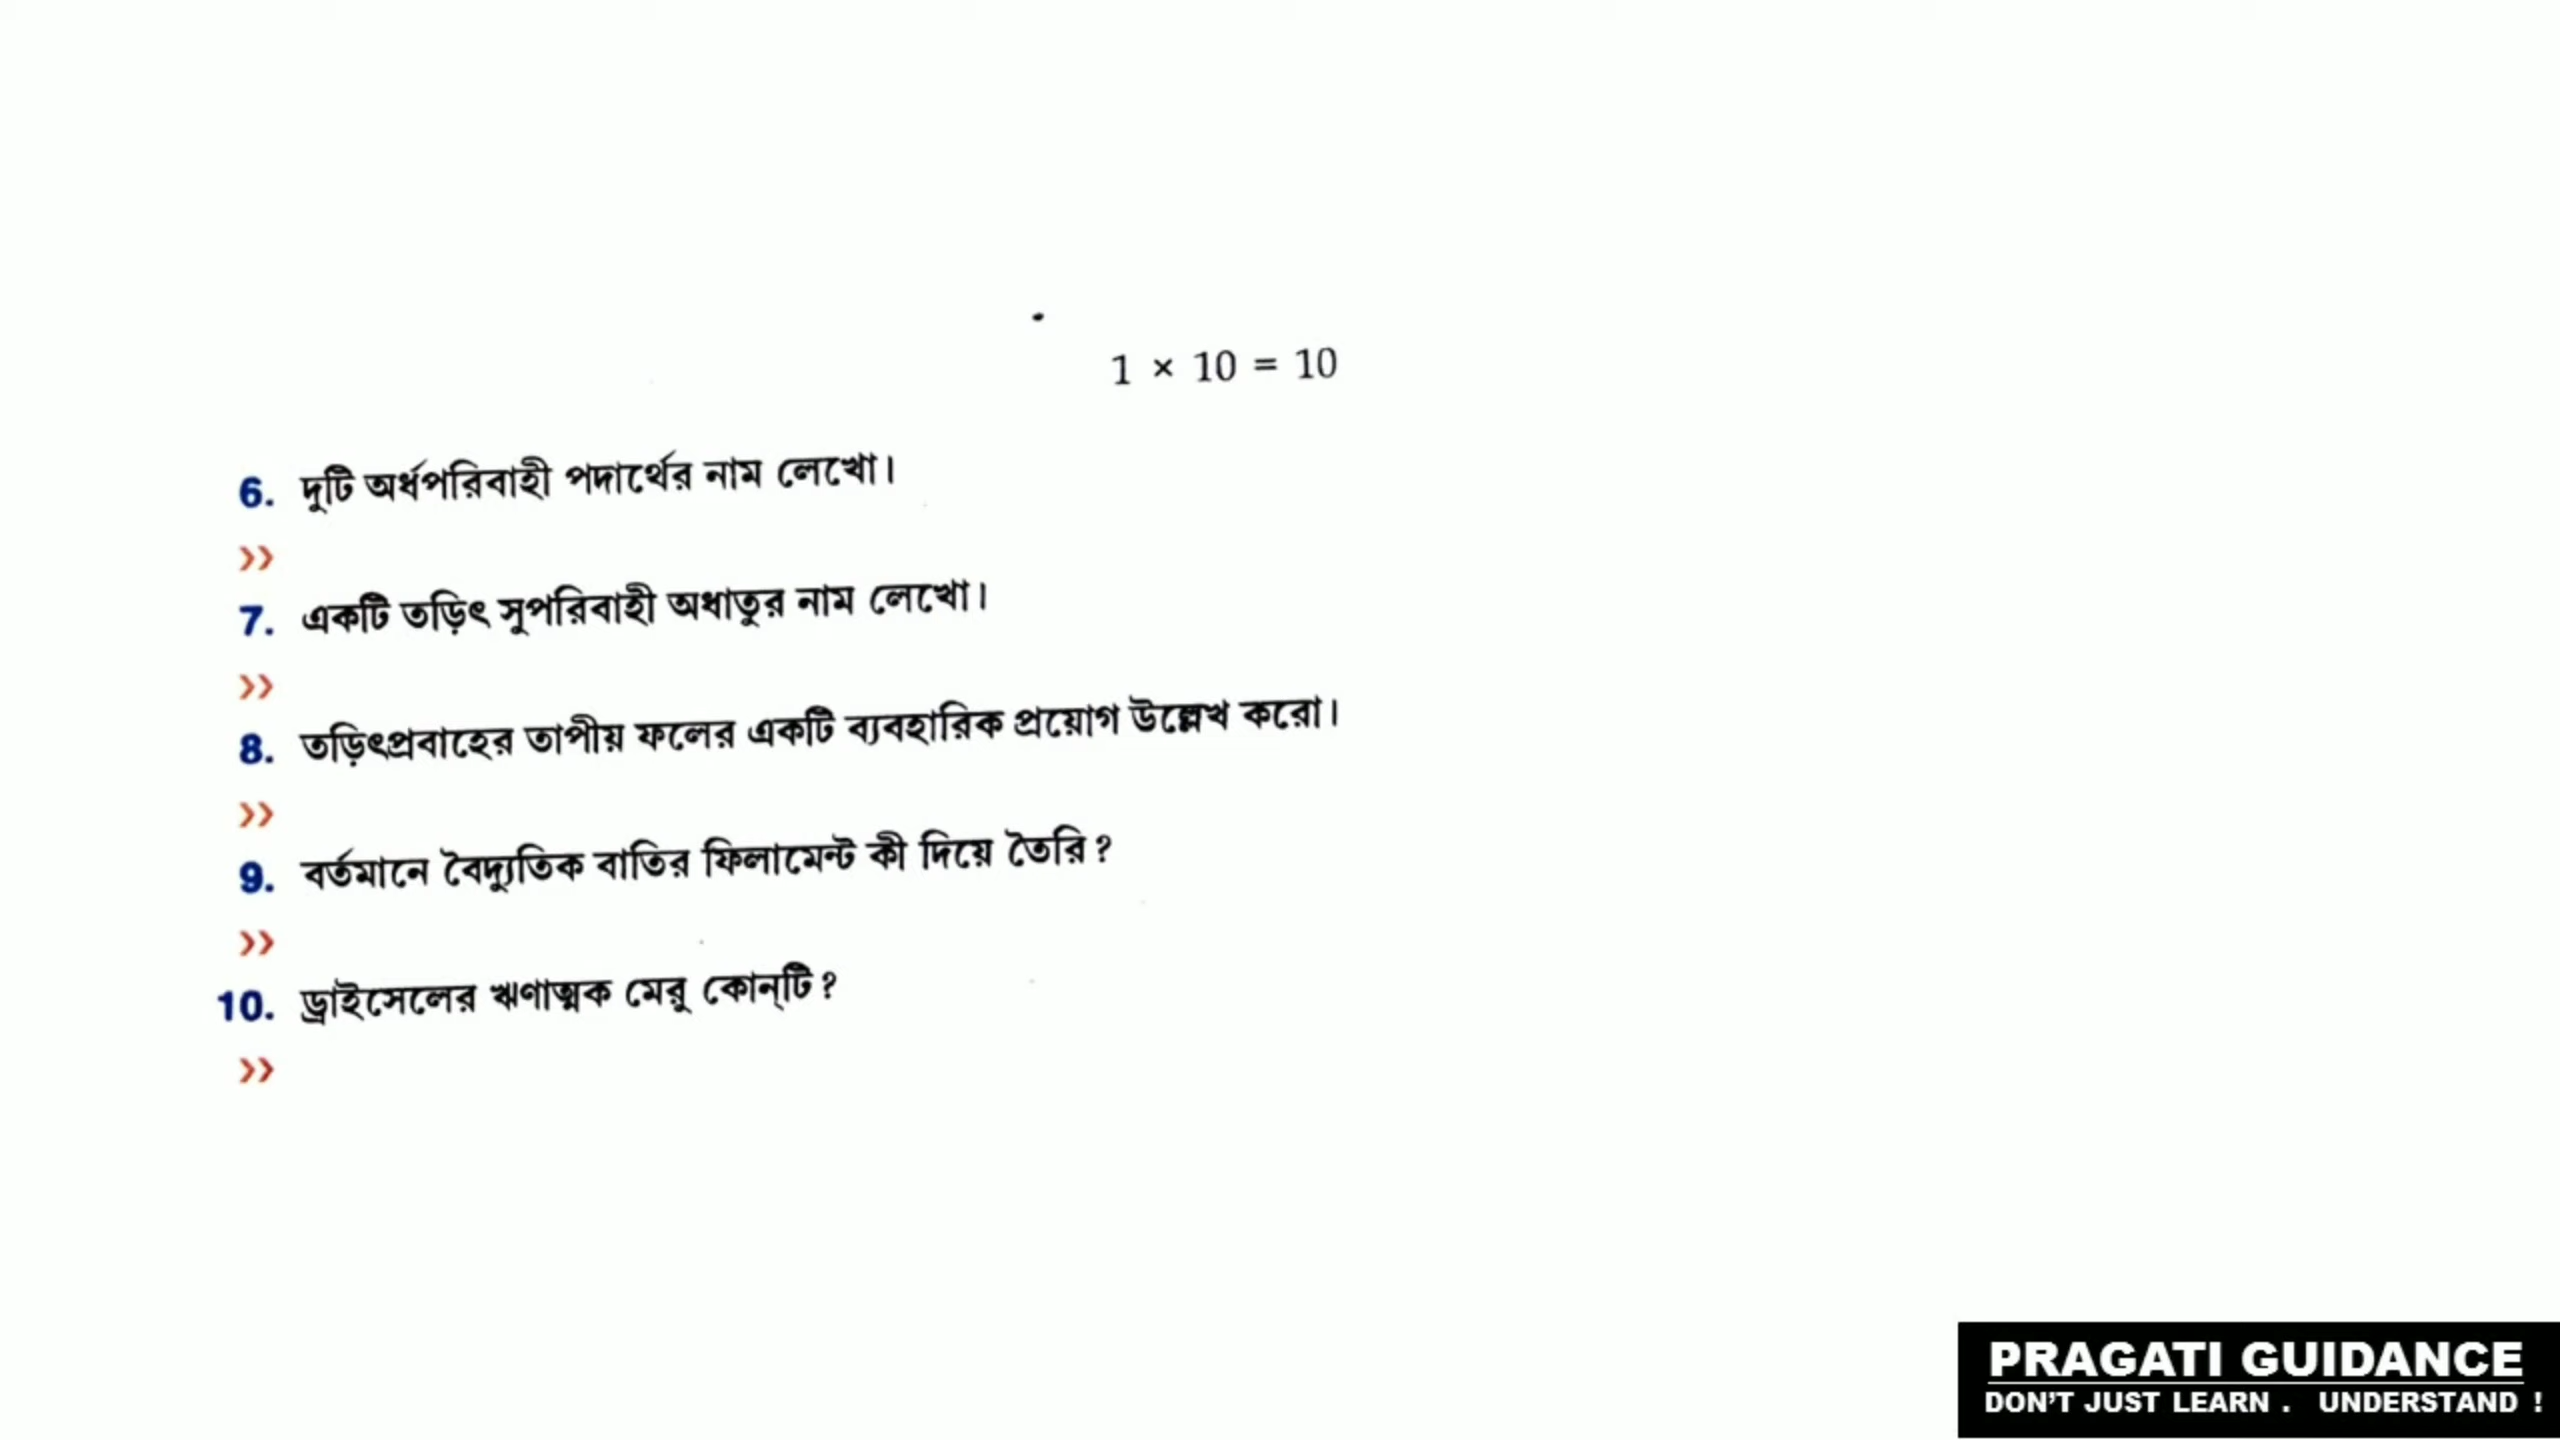 1 × 10 = 10
6. দুটি অর্ধপরিবাহী পদার্থের নাম লেখো।
››
7. একটি তড়িৎ সুপরিবাহী অধাতুর নাম লেখো।
››
8. তড়িৎপ্রবাহের তাপীয় ফলের একটি ব্যবহারিক প্রয়োগ উল্লেখ করো।
››
9. বর্তমানে বৈদ্যুতিক বাতির ফিলামেন্ট কী দিয়ে তৈরি?
››
10. ড্রাইসেলের ঋণাত্মক মেরু কোন্‌টি?
››
PRAGATI GUIDANCE
DON'T JUST LEARN . UNDERSTAND !